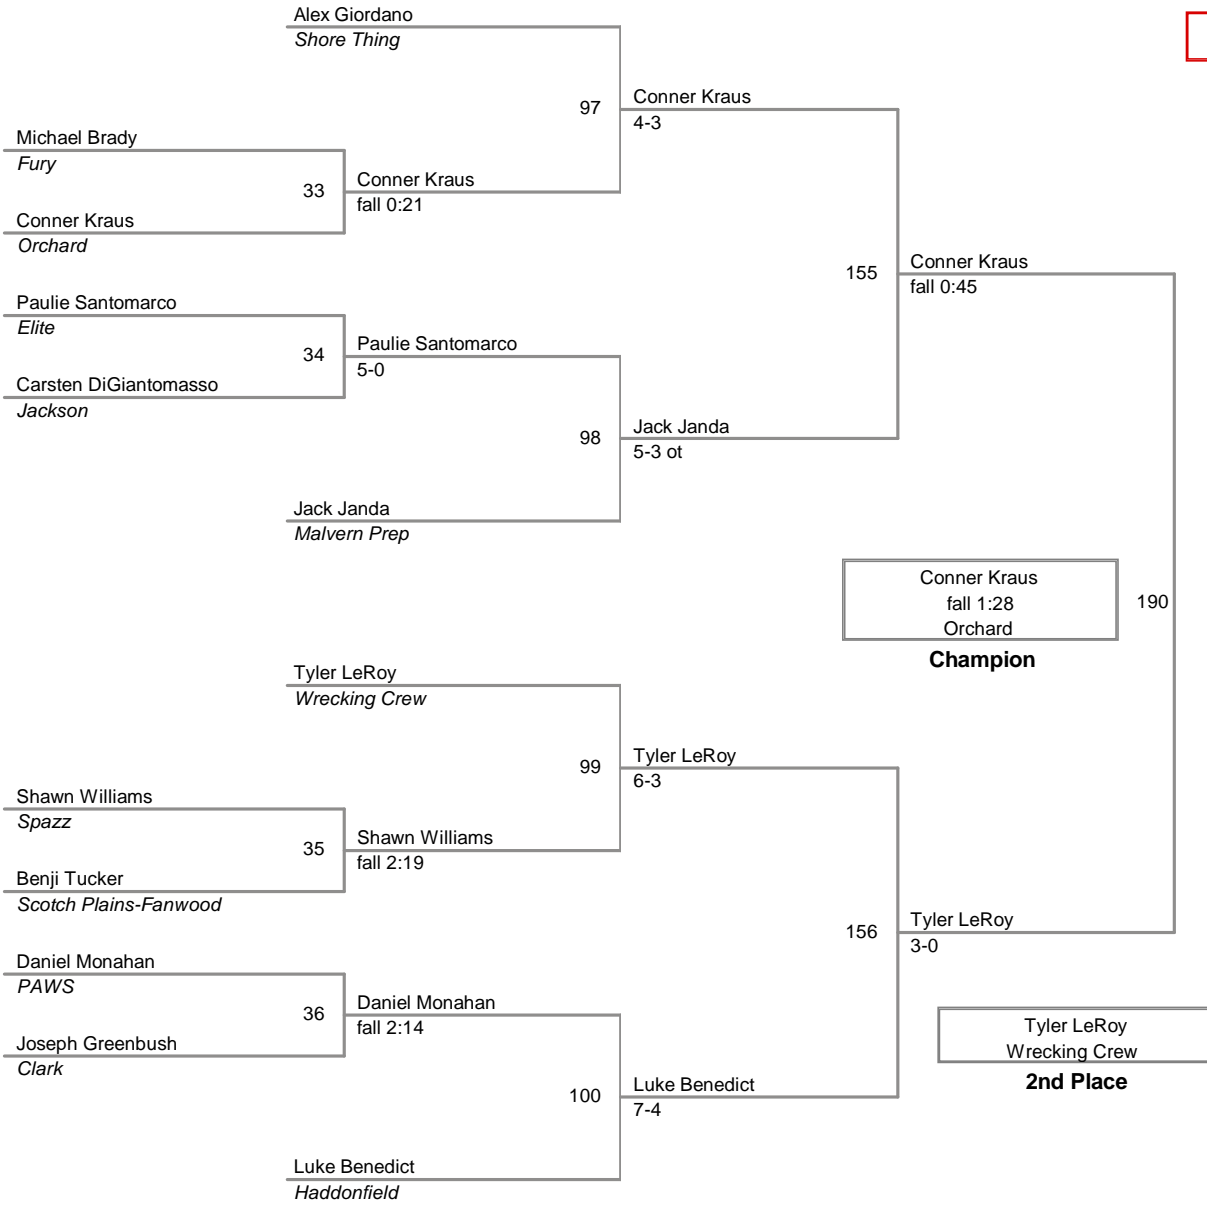 Alex Giordano
Shore Thing
97
Conner Kraus
4-3
Michael Brady
Fury
33
Conner Kraus
fall 0:21
Conner Kraus
Orchard
155
Conner Kraus
fall 0:45
Paulie Santomarco
Elite
34
Paulie Santomarco
5-0
Carsten DiGiantomasso
Jackson
98
Jack Janda
5-3 ot
Jack Janda
Malvern Prep
Conner Kraus
fall 1:28
Orchard
190
Champion
Tyler LeRoy
Wrecking Crew
99
Tyler LeRoy
6-3
Shawn Williams
Spazz
35
Shawn Williams
fall 2:19
Benji Tucker
Scotch Plains-Fanwood
156
Tyler LeRoy
3-0
Daniel Monahan
PAWS
36
Daniel Monahan
fall 2:14
Joseph Greenbush
Clark
Tyler LeRoy
Wrecking Crew
2nd Place
100
Luke Benedict
7-4
Luke Benedict
Haddonfield